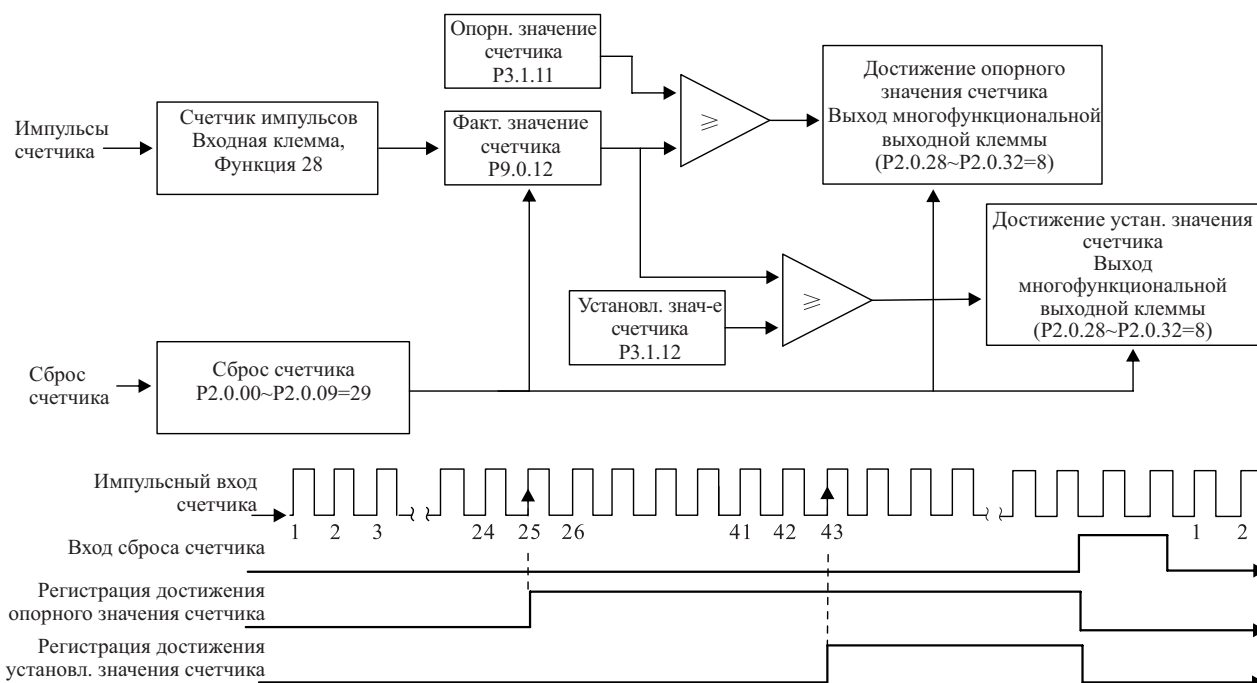 Опорн. значение
счетчика
P3.1.11
Достижение опорного
значения счетчика
Выход многофункциональной
выходной клеммы
(P2.0.28~P2.0.32=8)
Импульсы
счетчика
Счетчик импульсов
Входная клемма,
Функция 28
Факт. значение
счетчика
P9.0.12
≥
Достижение устан. значения
счетчика
Выход
многофункциональной
выходной клеммы
(P2.0.28~P2.0.32=8)
Установл. знач-е
счетчика
P3.1.12
≥
Сброс
счетчика
Сброс счетчика
P2.0.00~P2.0.09=29
Импульсный вход
счетчика
1 2 3 24 25 26 41 42 43 1 2
Вход сброса счетчика
Регистрация достижения
опорного значения счетчика
Регистрация достижения
установл. значения счетчика